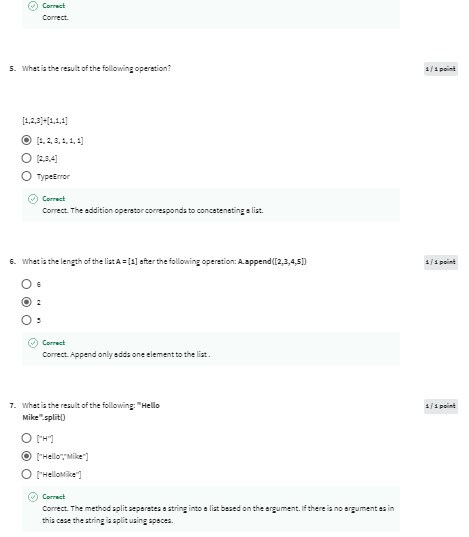 Correct
Correct.
5. What is the result of the following operation?
1 / 1 point
[1,2,3]+[1,1,1]
[1, 2, 3, 1, 1, 1]
[2,3,4]
TypeError
Correct
Correct. The addition operator corresponds to concatenating a list.
6. What is the length of the list A = [1] after the following operation: A.append([2,3,4,5])
1 / 1 point
6
2
5
Correct
Correct. Append only adds one element to the list.
7. What is the result of the following: "Hello
Mike".split()
1 / 1 point
["H"]
["Hello","Mike"]
["HelloMike"]
Correct
Correct. The method split separates a string into a list based on the argument. If there is no argument as in
this case the string is split using spaces.